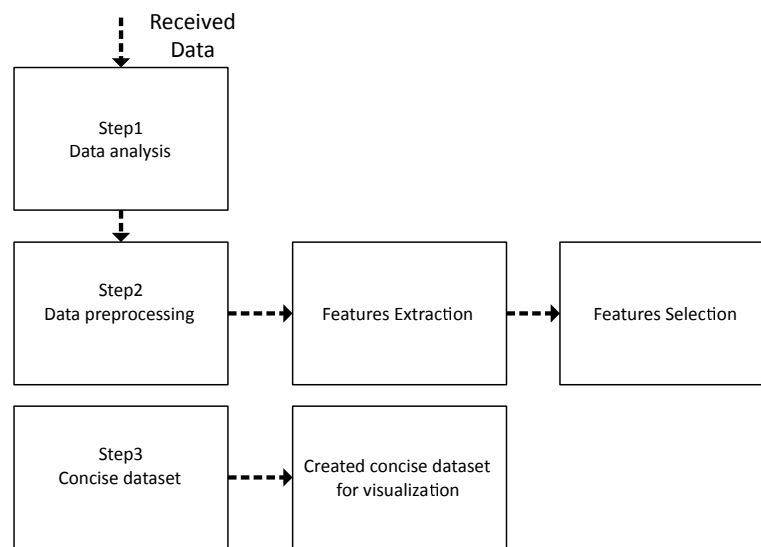 Received
Data
Step1
Data analysis
Step2
Data preprocessing
Features Extraction
Features Selection
Step3
Concise dataset
Created concise dataset
for visualization